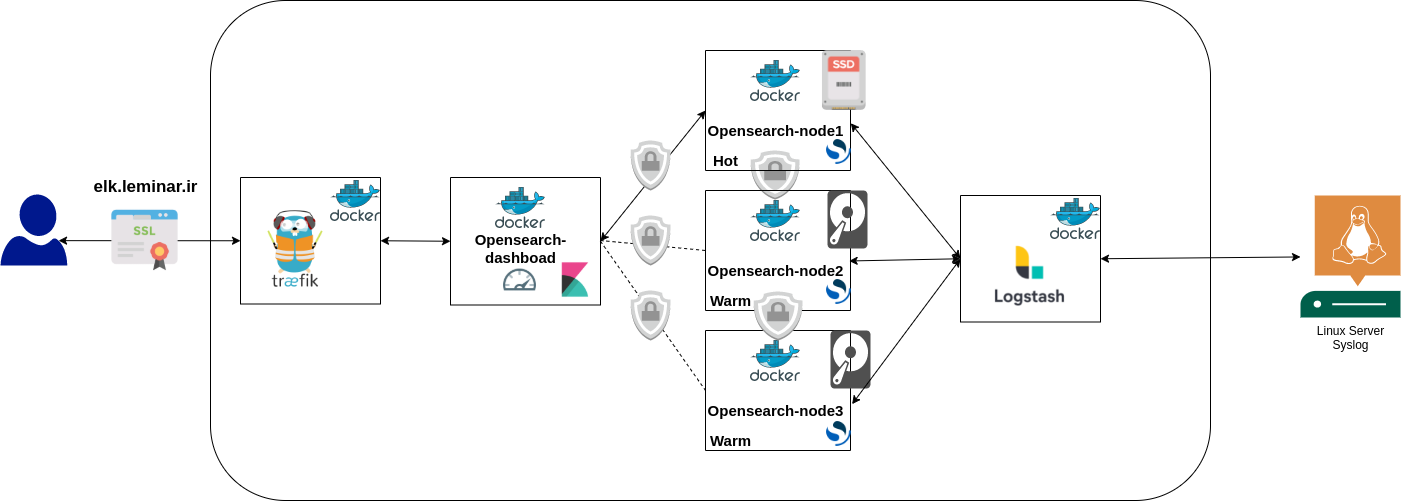 elk.leminar.ir
SSL
docker
træfik
docker
Opensearch-
dashboad
docker
SSD
Opensearch-node1
Hot
docker
Opensearch-node2
Warm
docker
Opensearch-node3
Warm
docker
Logstash
Linux Server
Syslog